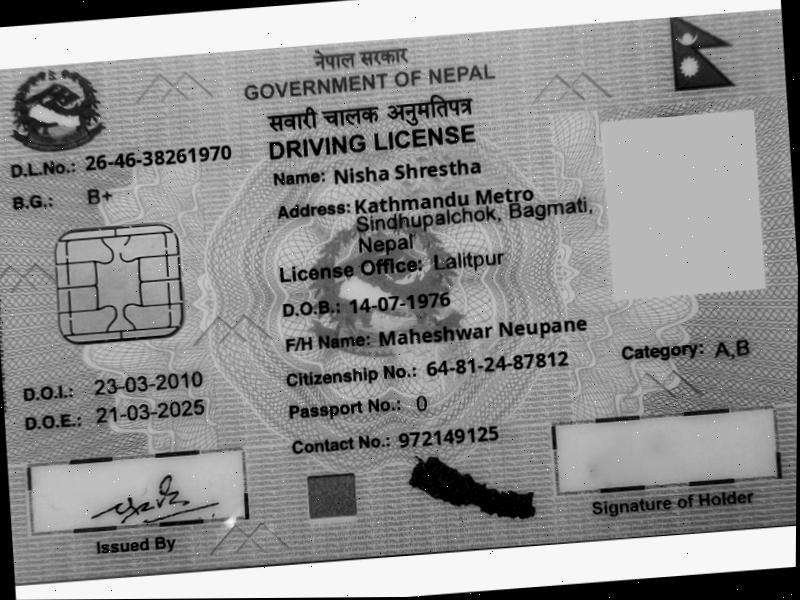 नेपाल सरकार
GOVERNMENT OF NEPAL
सवारी चालक अनुमतिपत्र
DRIVING LICENSE
D.L.No.: 26-46-38261970
B.G.: B+
Name: Nisha Shrestha
Address: Kathmandu Metro
Sindhupalchok, Bagmati,
Nepal
License Office: Lalitpur
D.O.B.: 14-07-1976
F/H Name: Maheshwar Neupane
Citizenship No.: 64-81-24-87812
Category: A,B
D.O.I.: 23-03-2010
D.O.E.: 21-03-2025
Passport No.: 0
Contact No.: 972149125
Issued By
Signature of Holder